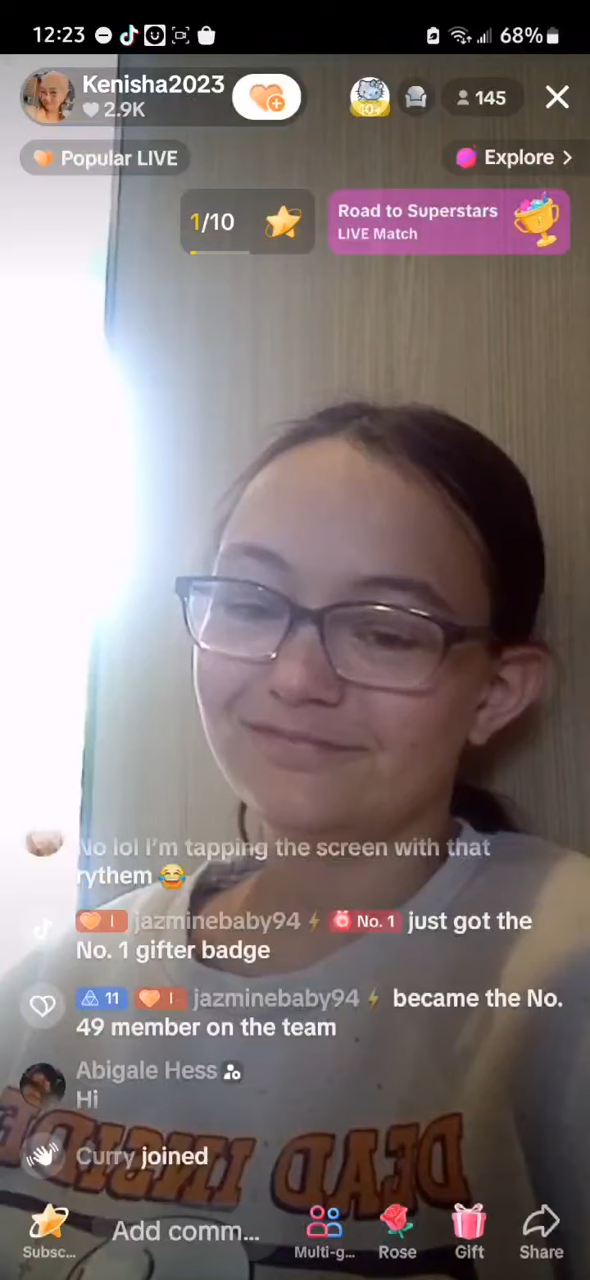 12:23
68%
Kenisha2023
2.9K
10+
145
Popular LIVE
Explore >
1/10
Road to Superstars
LIVE Match
No lol I'm tapping the screen with that
rythem 😂
I jazminebaby94⚡ No. 1 just got the
No. 1 gifter badge
11 I jazminebaby94⚡ became the No.
49 member on the team
Abigale Hess
Hi
Curry joined
DEAD INSIDE
Subsc...
Add comm...
Multi-g...
Rose
Gift
Share